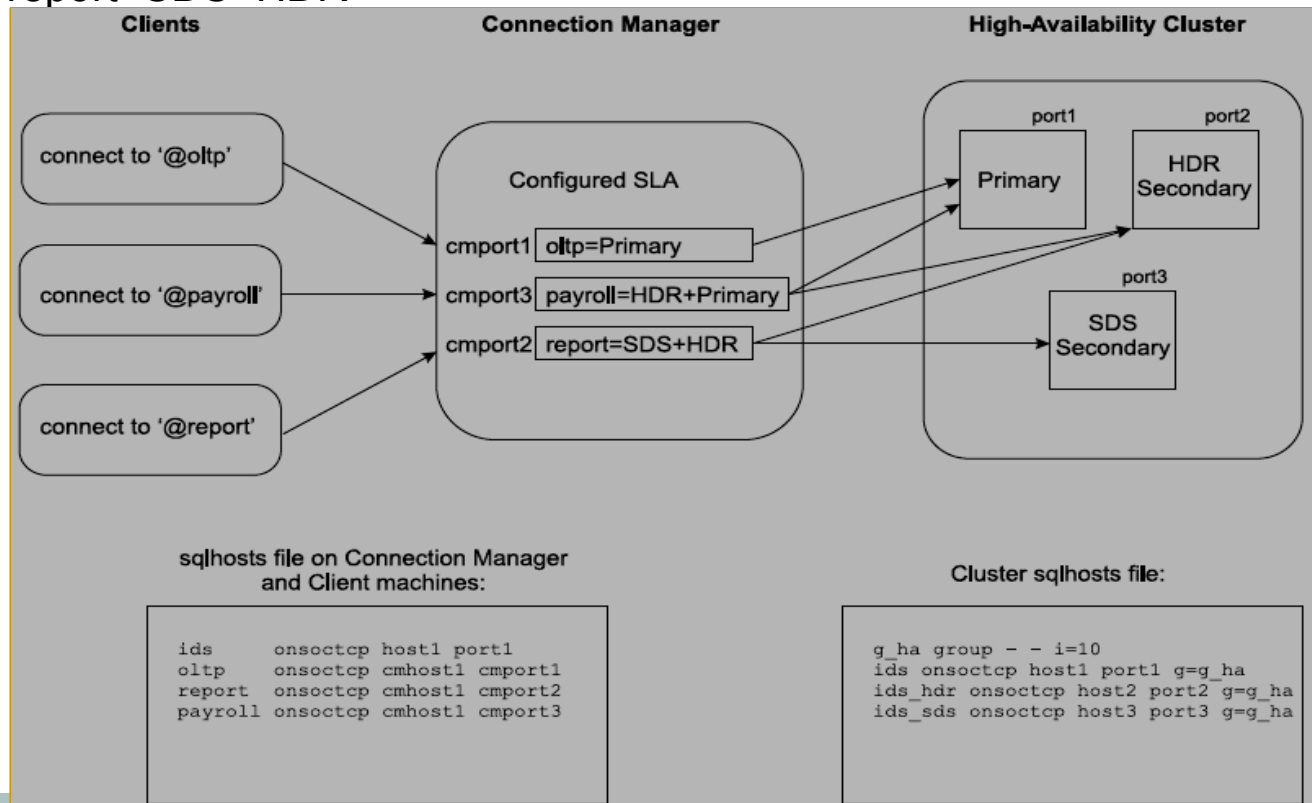 report=SDS+HDR
Clients
Connection Manager
High-Availability Cluster
connect to ‘@oltp’
connect to ‘@payroll’
connect to ‘@report’
Configured SLA
cmport1 oltp=Primary
cmport3 payroll=HDR+Primary
cmport2 report=SDS+HDR
port1
Primary
port2
HDR
Secondary
port3
SDS
Secondary
sqlhosts file on Connection Manager
and Client machines:
ids onsoctcp host1 port1
oltp onsoctcp cmhost1 cmport1
report onsoctcp cmhost1 cmport2
payroll onsoctcp cmhost1 cmport3
Cluster sqlhosts file:
g_ha group – – i=10
ids onsoctcp host1 port1 g=g_ha
ids_hdr onsoctcp host2 port2 g=g_ha
ids_sds onsoctcp host3 port3 g=g_ha